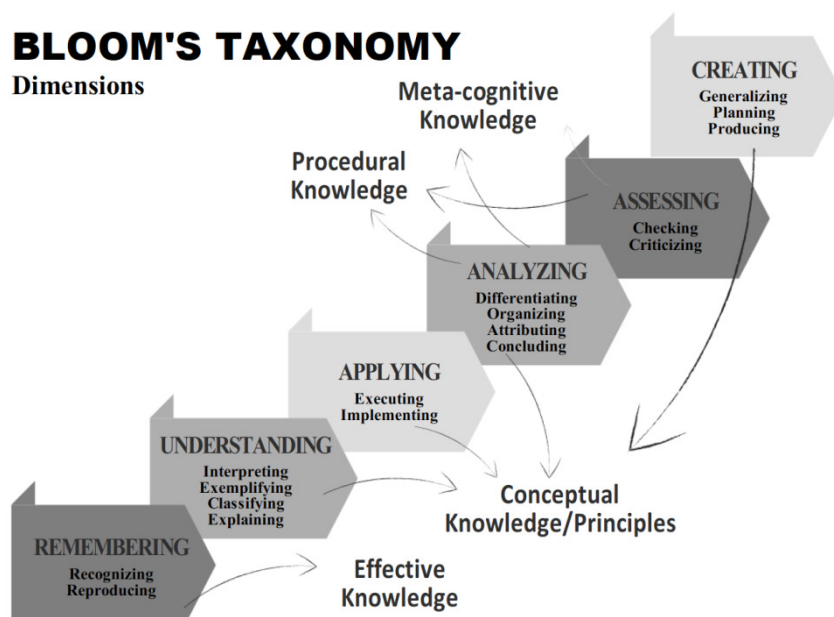 BLOOM'S TAXONOMY
Dimensions
CREATING
Generalizing
Planning
Producing
Meta-cognitive
Knowledge
Procedural
Knowledge
ASSESSING
Checking
Criticizing
ANALYZING
Differentiating
Organizing
Attributing
Concluding
APPLYING
Executing
Implementing
UNDERSTANDING
Interpreting
Exemplifying
Classifying
Explaining
Conceptual
Knowledge/Principles
REMEMBERING
Recognizing
Reproducing
Effective
Knowledge